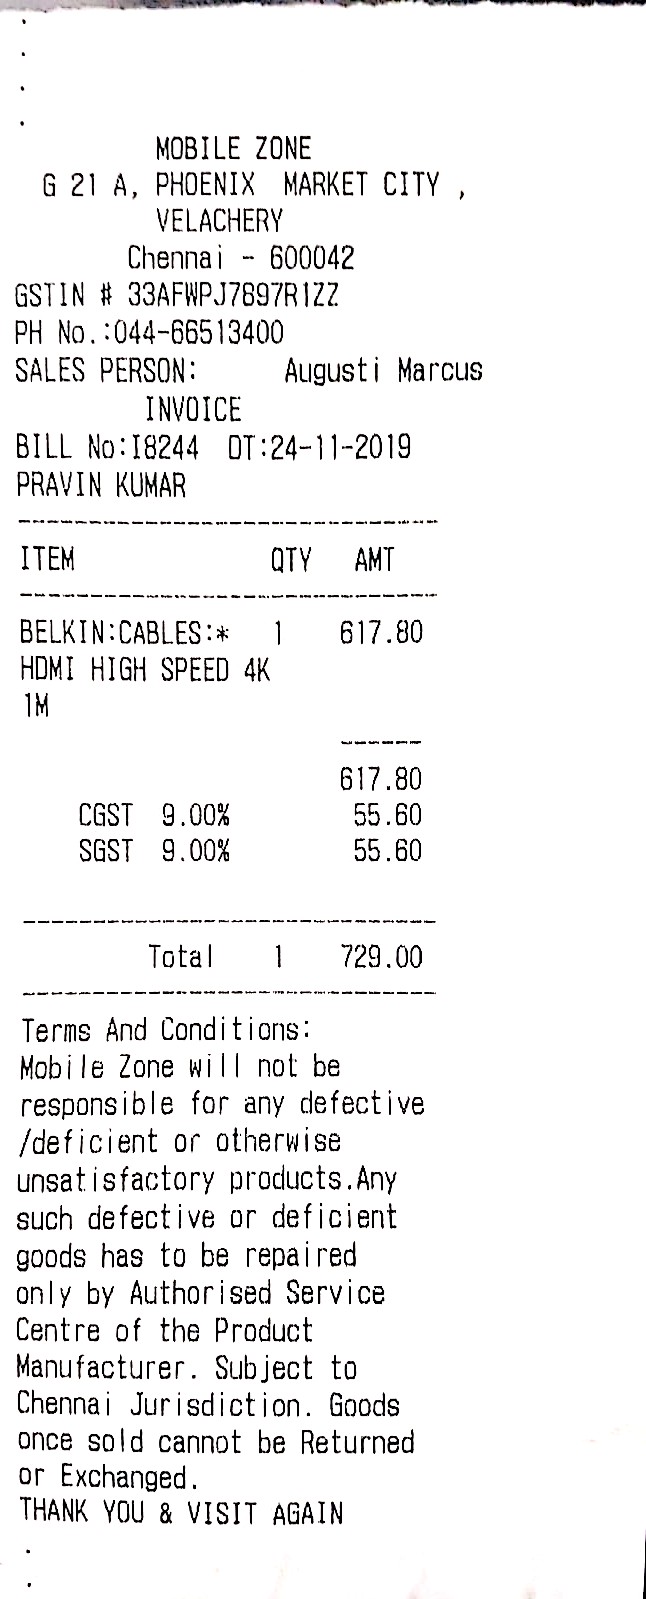 MOBILE ZONE
G 21 A, PHOENIX MARKET CITY ,
VELACHERY
Chennai - 600042
GSTIN # 33AFWPJ7897R1ZZ
PH No.:044-66513400
SALES PERSON: Augusti Marcus
INVOICE
BILL No:I8244 DT:24-11-2019
PRAVIN KUMAR
ITEM QTY AMT
BELKIN:CABLES:* 1 617.80
HDMI HIGH SPEED 4K
1M
617.80
CGST 9.00% 55.60
SGST 9.00% 55.60
Total 1 729.00
Terms And Conditions:
Mobile Zone will not be
responsible for any defective
/deficient or otherwise
unsatisfactory products.Any
such defective or deficient
goods has to be repaired
only by Authorised Service
Centre of the Product
Manufacturer. Subject to
Chennai Jurisdiction. Goods
once sold cannot be Returned
or Exchanged.
THANK YOU & VISIT AGAIN